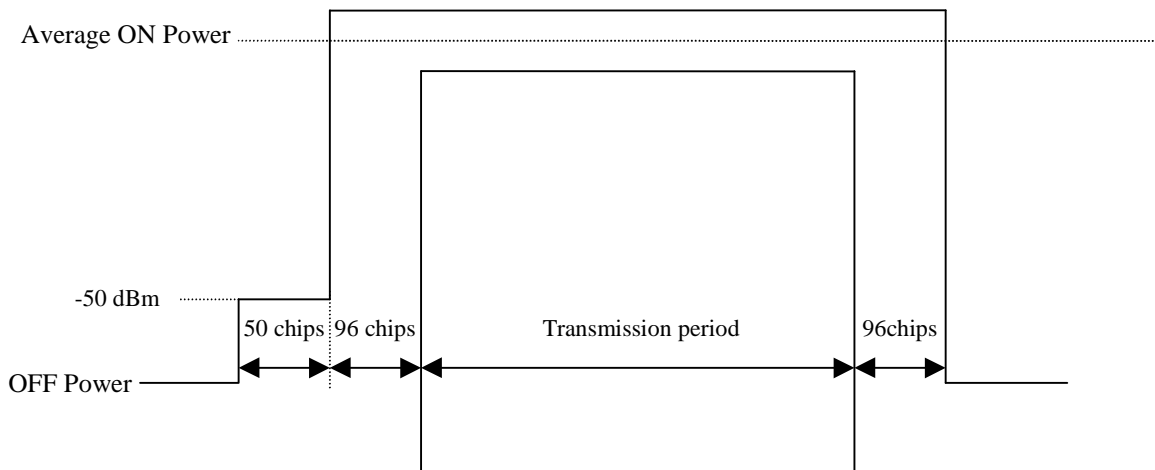 Average ON Power
-50 dBm
50 chips 96 chips Transmission period 96chips
OFF Power